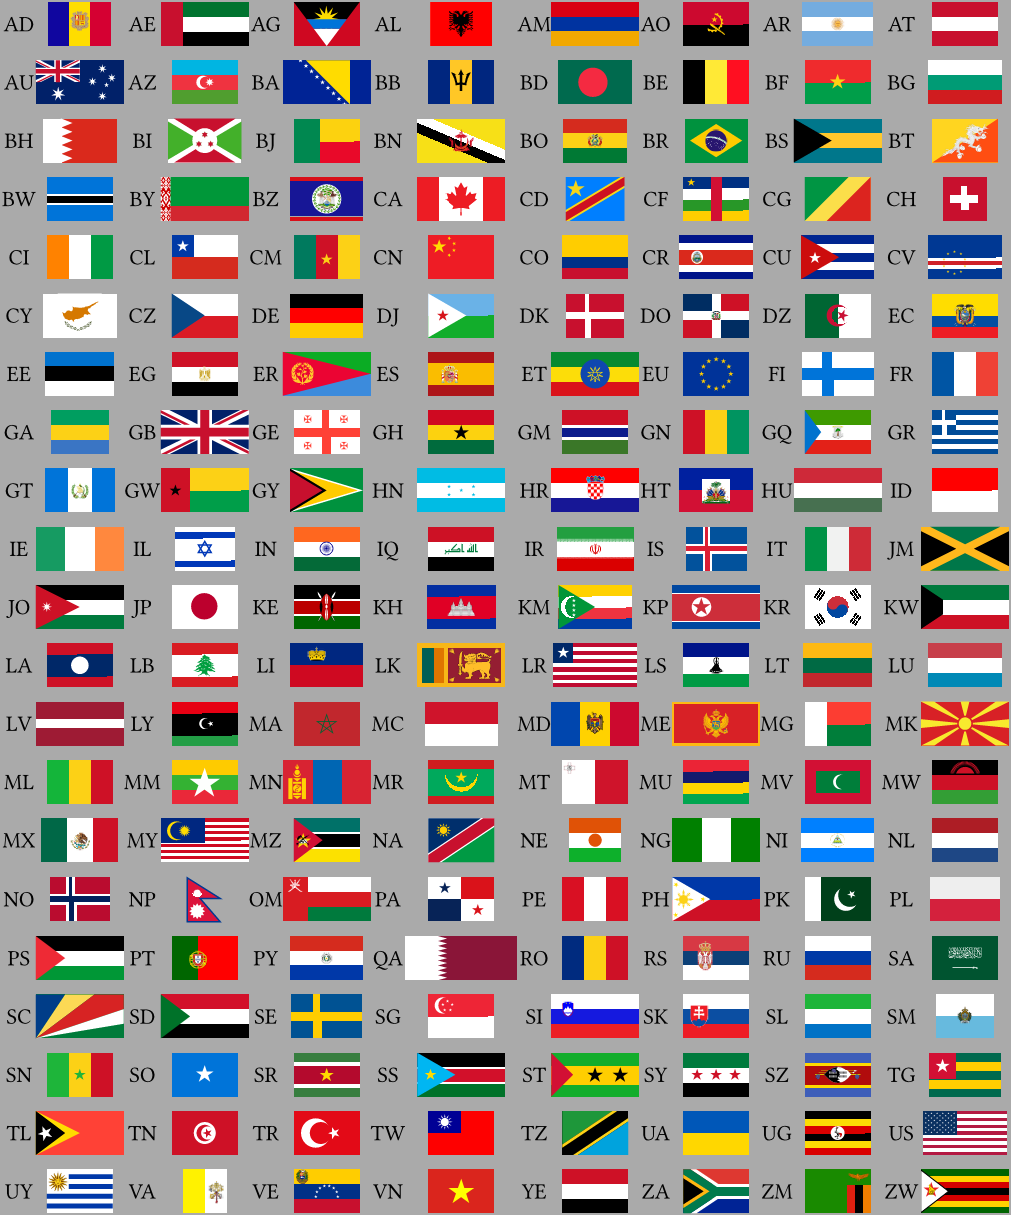 AD AE AG AL AM AO AR AT
AU AZ BA BB BD BE BF BG
BH BI BJ BN BO BR BS BT
BW BY BZ CA CD CF CG CH
CI CL CM CN CO CR CU CV
CY CZ DE DJ DK DO DZ EC
EE EG ER ES ET EU FI FR
GA GB GE GH GM GN GQ GR
GT GW GY HN HR HT HU ID
IE IL IN IQ IR IS IT JM
JO JP KE KH KM KP KR KW
LA LB LI LK LR LS LT LU
LV LY MA MC MD ME MG MK
ML MM MN MR MT MU MV MW
MX MY MZ NA NE NG NI NL
NO NP OM PA PE PH PK PL
PS PT PY QA RO RS RU SA
SC SD SE SG SI SK SL SM
SN SO SR SS ST SY SZ TG
TL TN TR TW TZ UA UG US
UY VA VE VN YE ZA ZM ZW